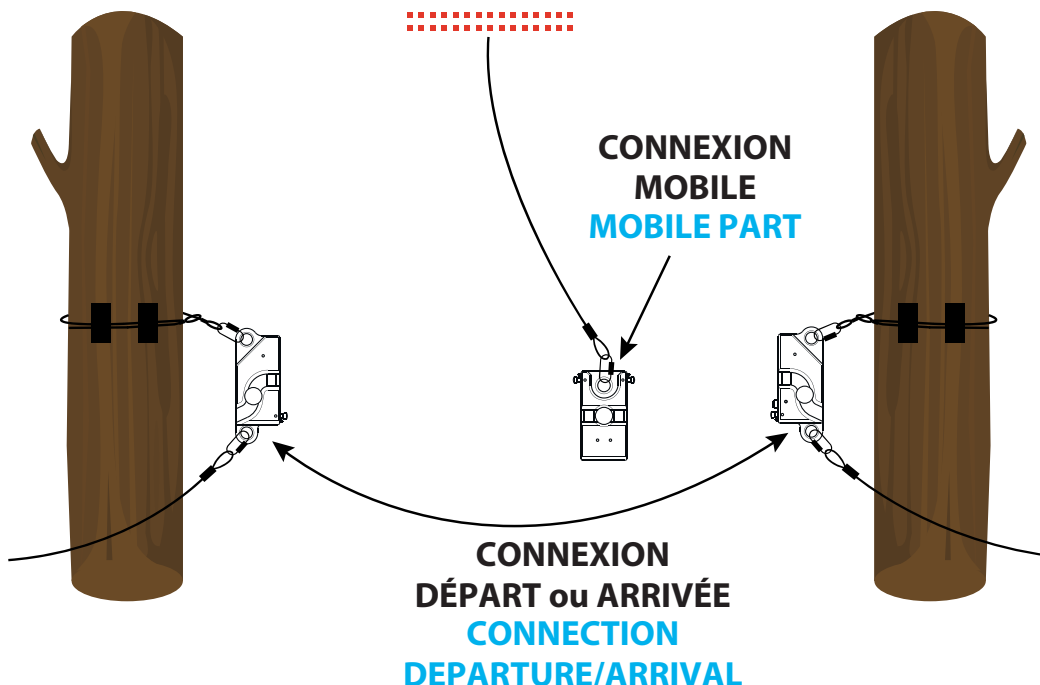 CONNEXION
MOBILE
MOBILE PART
CONNEXION
DÉPART ou ARRIVÉE
CONNECTION
DEPARTURE/ARRIVAL